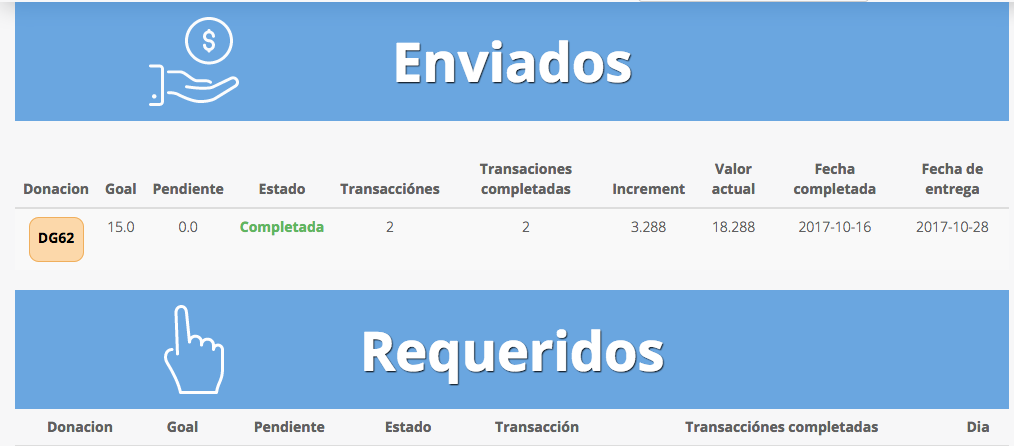 $
Enviados
Donacion Goal Pendiente Estado Transacciónes Transaciones completadas Increment Valor actual Fecha completada Fecha de entrega
DG62 15.0 0.0 Completada 2 2 3.288 18.288 2017-10-16 2017-10-28
Requeridos
Donacion Goal Pendiente Estado Transacción Transacciónes completadas Dia